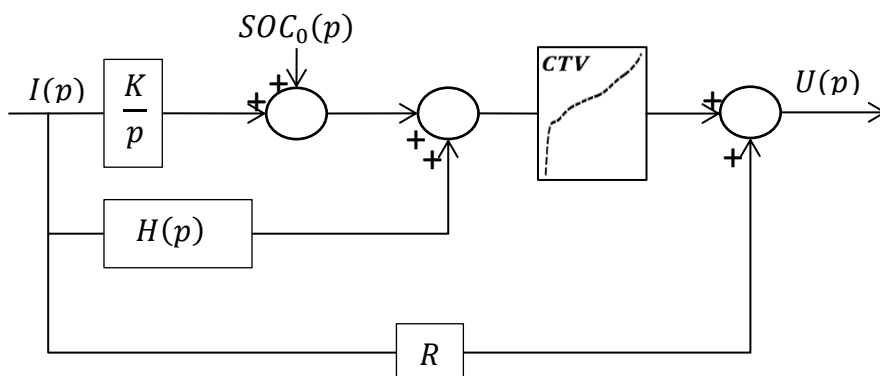 SOC₀(p)
I(p)
K
p
+
+
+
+
CTV
+
+
U(p)
H(p)
R